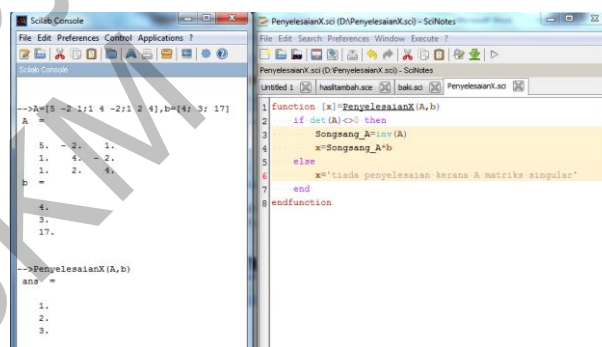 Scilab Console
File Edit Preferences Control Applications ?
Scilab Console
-->A=[5 -2 1;1 4 -2;1 2 4],b=[4; 3; 17]
A =
5. - 2. 1.
1. 4. - 2.
1. 2. 4.
b =
4.
3.
17.
-->PenyelesaianX(A,b)
ans =
1.
2.
3.
PenyelesaianX.sci (D:\PenyelesaianX.sci) - SciNotes
File Edit Search Preferences Window Execute ?
PenyelesaianX.sci (D:\PenyelesaianX.sci) - SciNotes
Untitled 1 hasiltambah.sce baki.sci PenyelesaianX.sci
1 function [x]=PenyelesaianX(A,b)
2 if det(A)<>0 then
3 Songsang_A=inv(A)
4 x=Songsang_A*b
5 else
6 x='tiada penyelesaian kerana A matriks singular'
7 end
8 endfunction